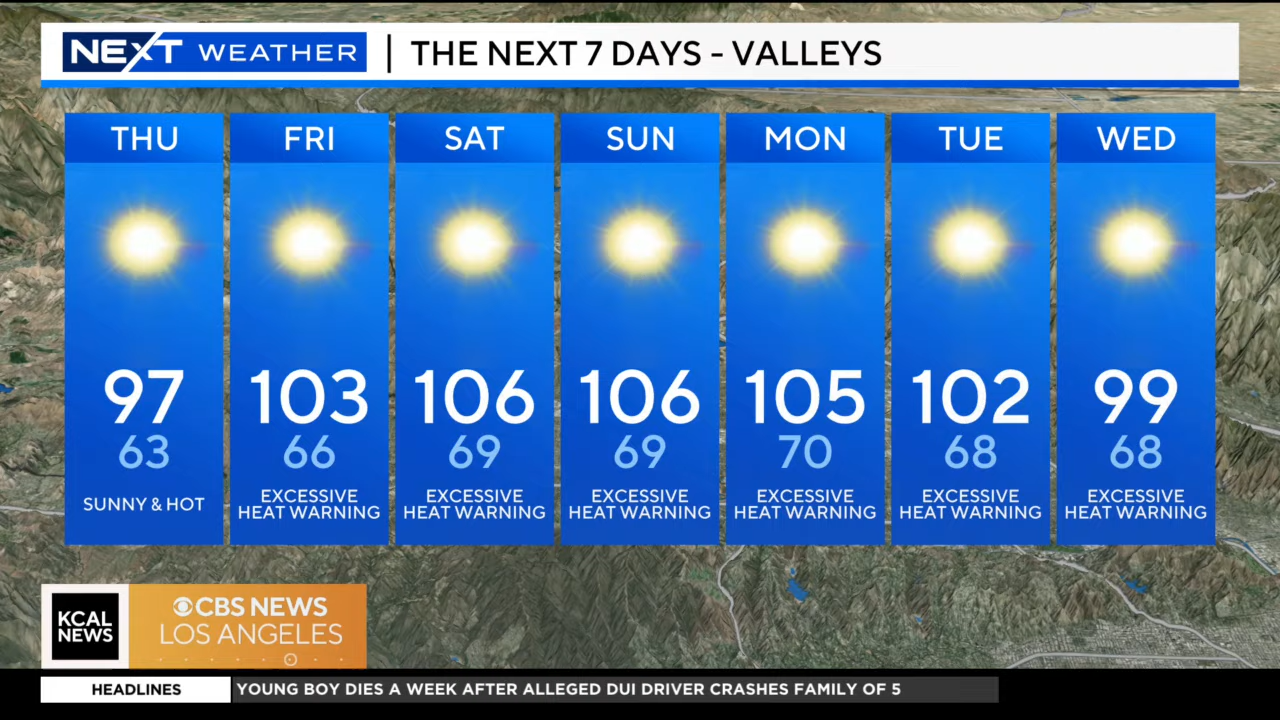 NEXT WEATHER | THE NEXT 7 DAYS - VALLEYS
THU FRI SAT SUN MON TUE WED
97 103 106 106 105 102 99
63 66 69 69 70 68 68
SUNNY & HOT
EXCESSIVE
HEAT WARNING
EXCESSIVE
HEAT WARNING
EXCESSIVE
HEAT WARNING
EXCESSIVE
HEAT WARNING
EXCESSIVE
HEAT WARNING
EXCESSIVE
HEAT WARNING
KCAL
NEWS
CBS NEWS
LOS ANGELES
HEADLINES YOUNG BOY DIES A WEEK AFTER ALLEGED DUI DRIVER CRASHES FAMILY OF 5